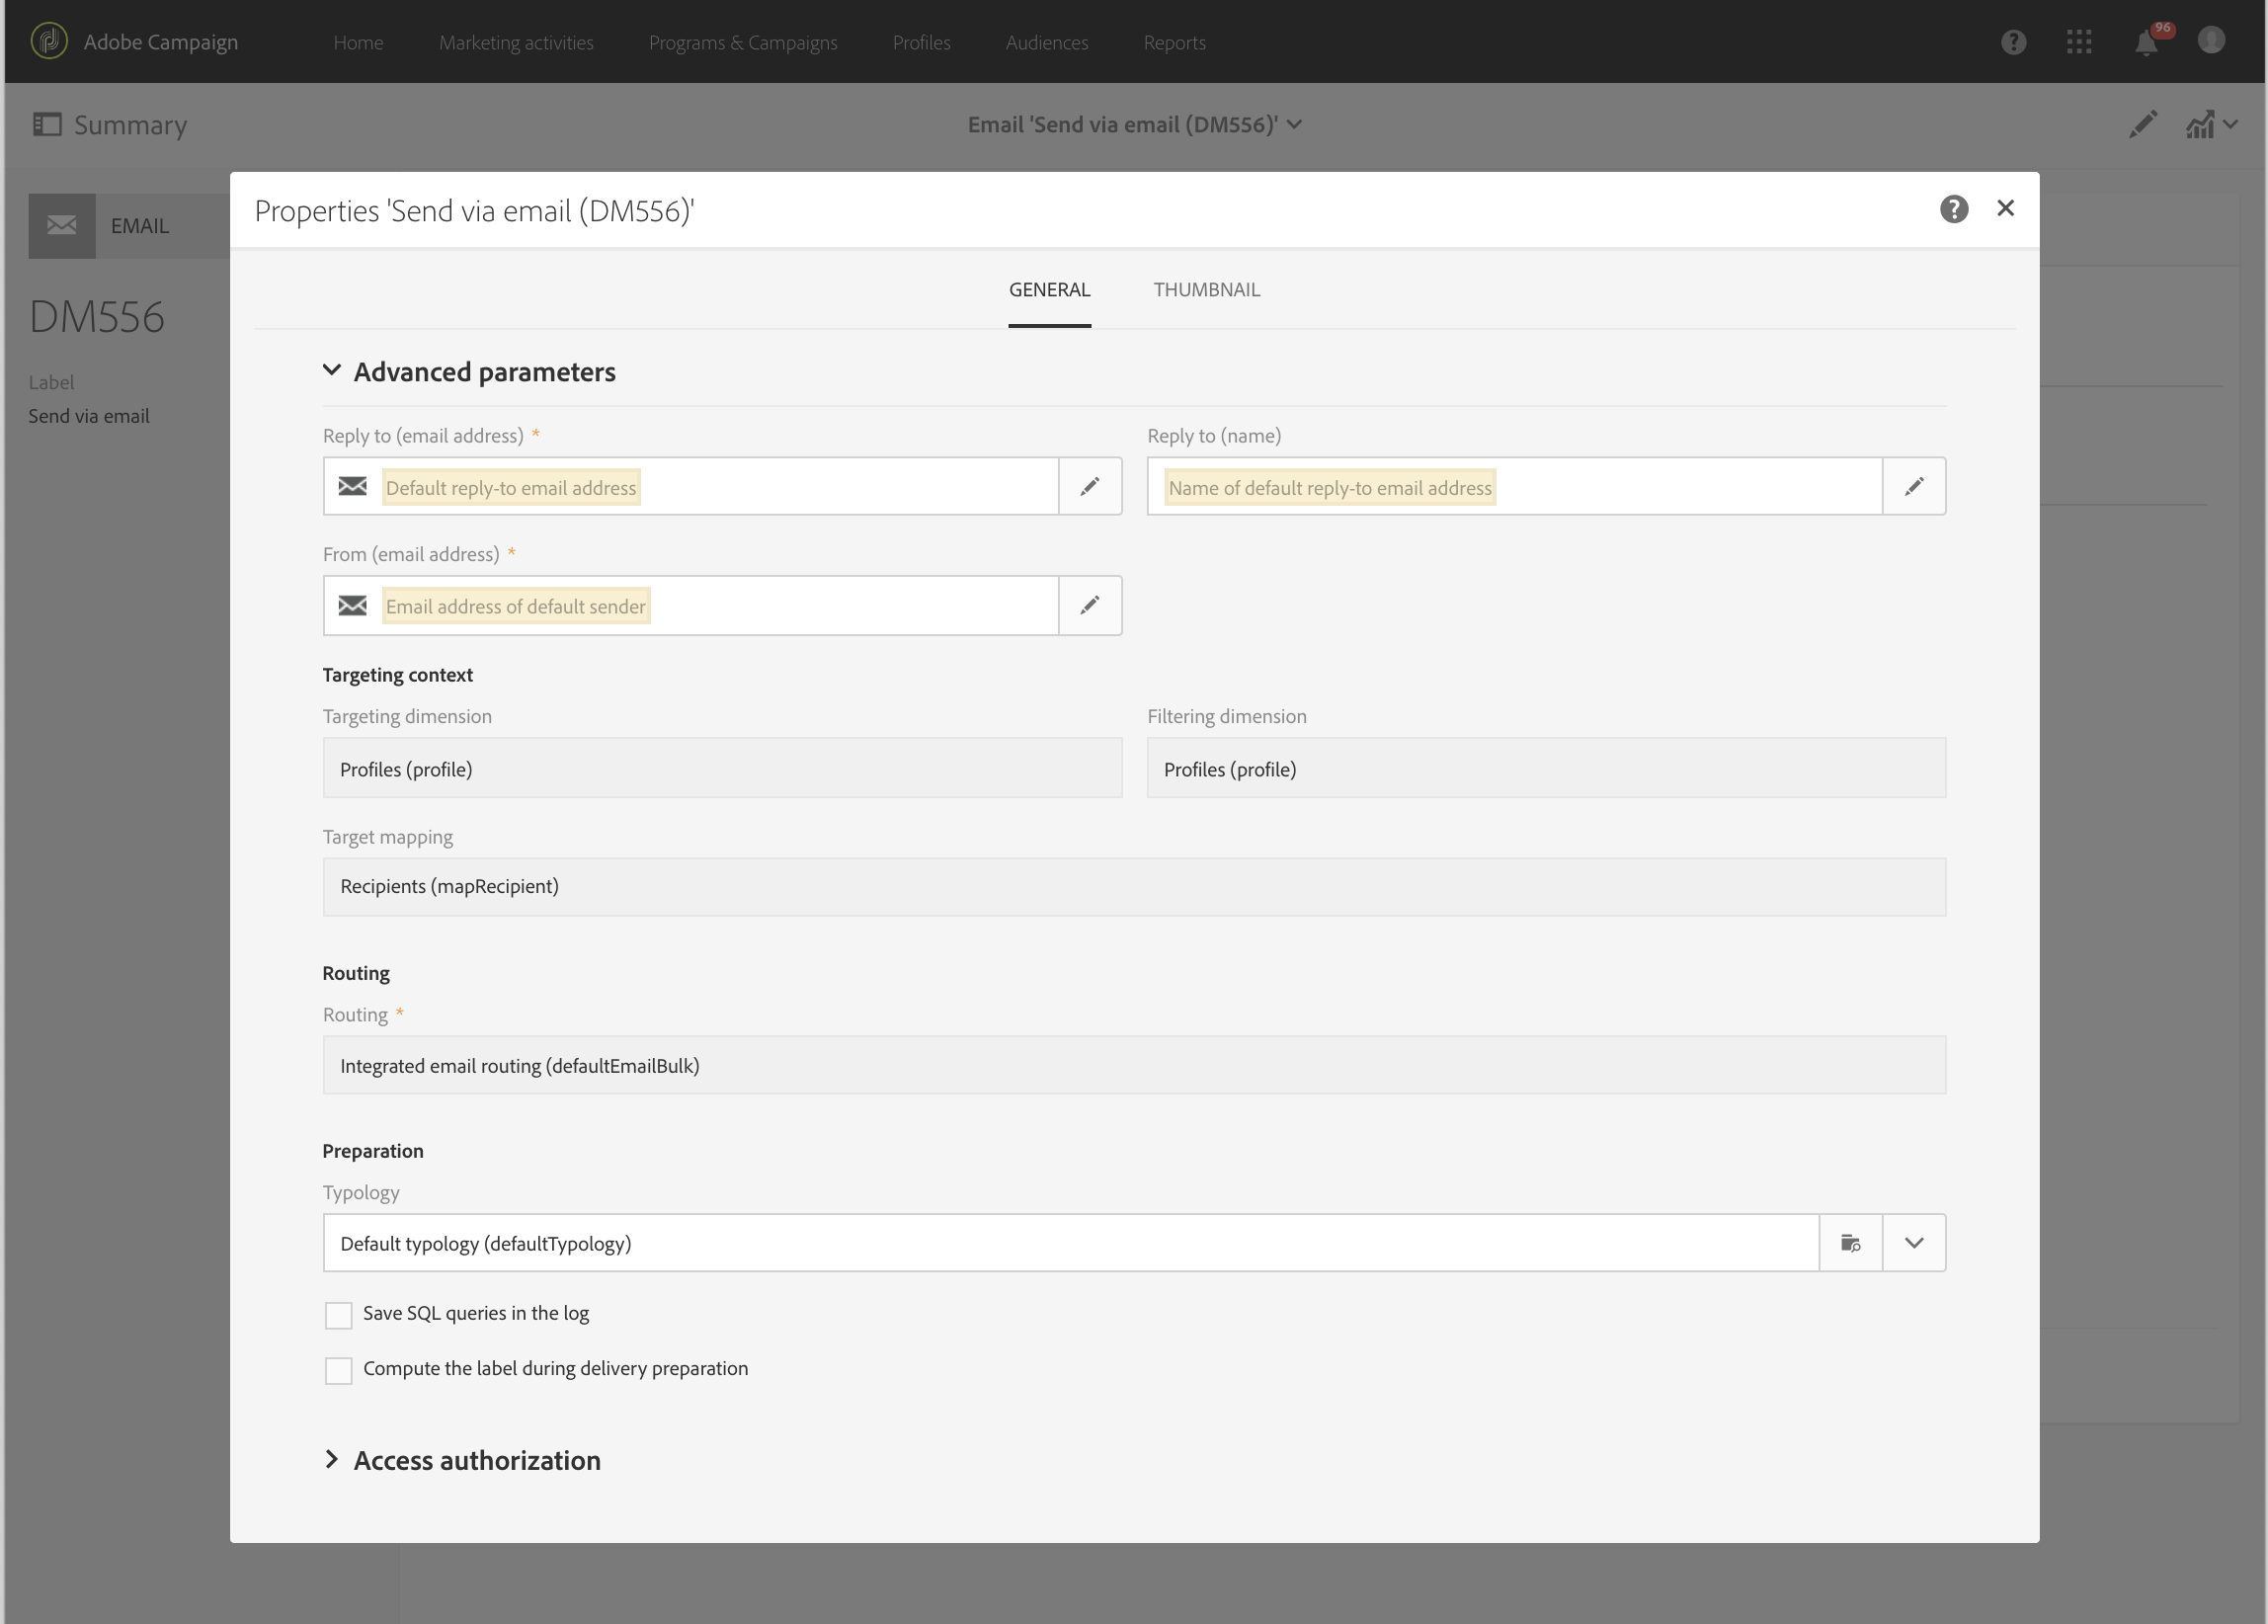 Adobe Campaign Home Marketing activities Programs & Campaigns Profiles Audiences Reports 96
Summary Email 'Send via email (DM556)'
EMAIL
DM556
Label
Send via email
Properties 'Send via email (DM556)'
GENERAL THUMBNAIL
Advanced parameters
Reply to (email address) * Reply to (name)
Default reply-to email address Name of default reply-to email address
From (email address) *
Email address of default sender
Targeting context
Targeting dimension Filtering dimension
Profiles (profile) Profiles (profile)
Target mapping
Recipients (mapRecipient)
Routing
Routing *
Integrated email routing (defaultEmailBulk)
Preparation
Typology
Default typology (defaultTypology)
Save SQL queries in the log
Compute the label during delivery preparation
Access authorization